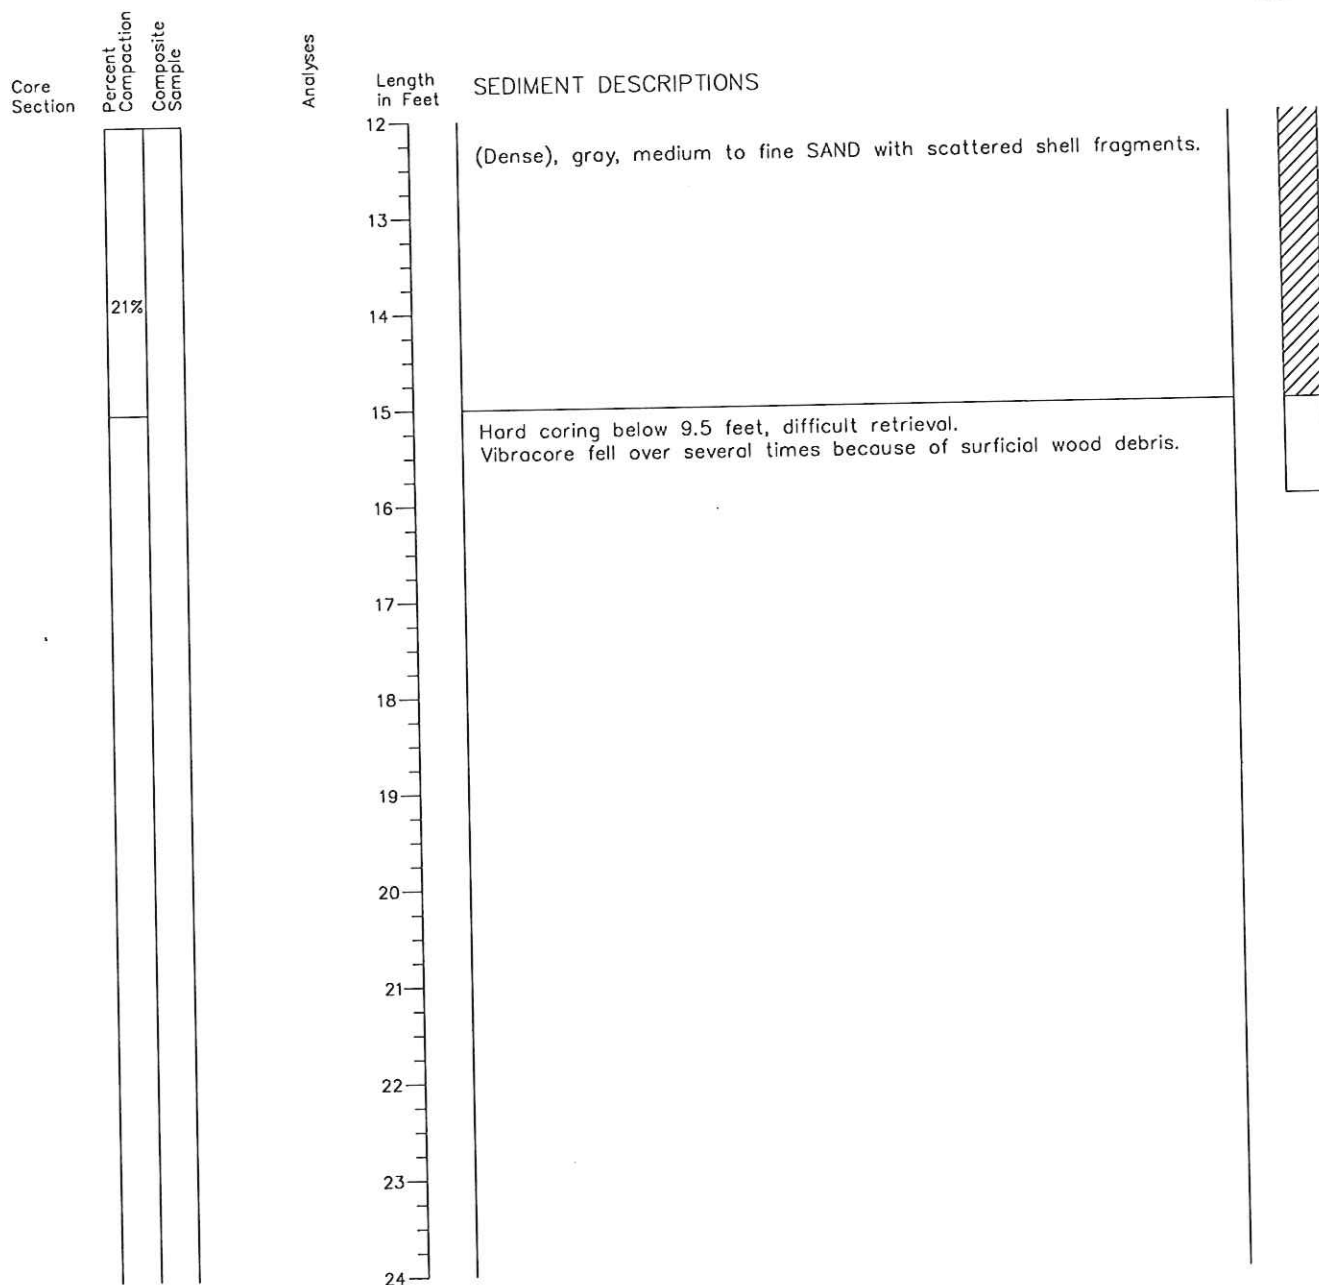 Core
Section
Percent
Compaction
Composite
Sample
Analyses
Length
in Feet
SEDIMENT DESCRIPTIONS
12
(Dense), gray, medium to fine SAND with scattered shell fragments.
13
21%
14
15
Hard coring below 9.5 feet, difficult retrieval.
Vibracore fell over several times because of surficial wood debris.
16
17
18
19
20
21
22
23
24